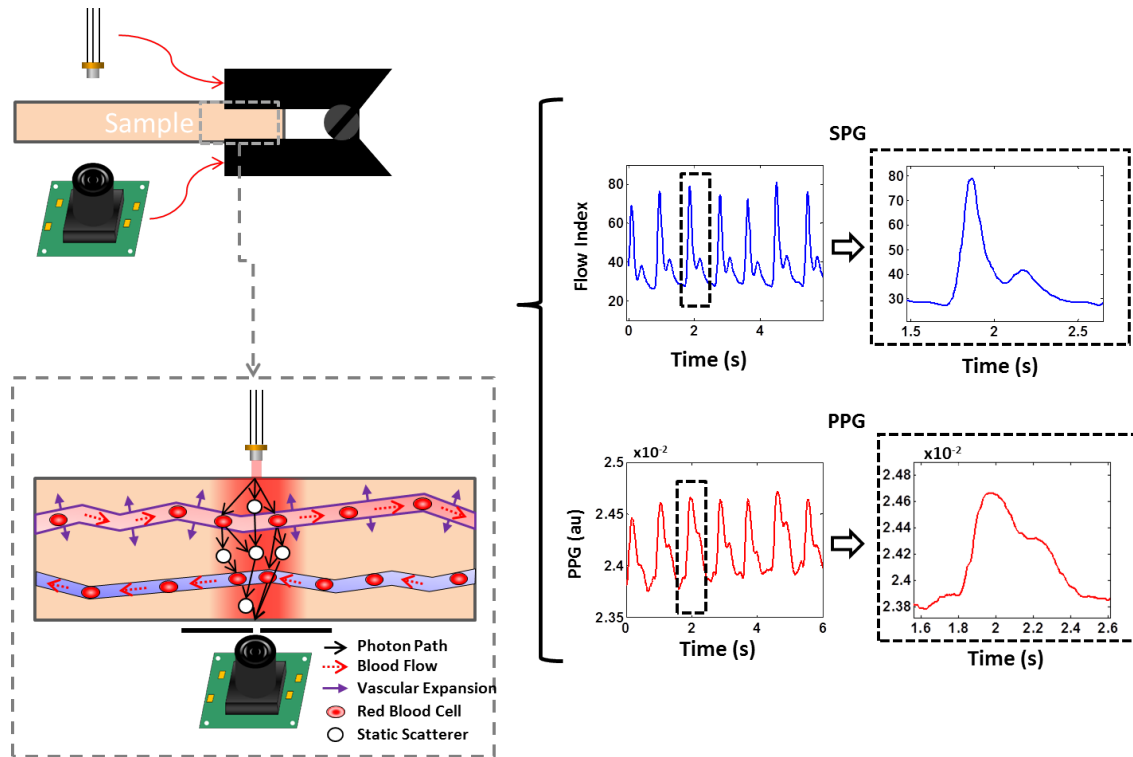 Sample
SPG
Flow Index
80
60
40
20
0
2
4
Time (s)
80
70
60
50
40
30
1.5
2
2.5
Time (s)
PPG
x10⁻²
PPG (au)
2.5
2.45
2.4
2.35
0
2
4
6
Time (s)
x10⁻²
2.48
2.46
2.44
2.42
2.4
2.38
1.6
1.8
2
2.2
2.4
2.6
Time (s)
Photon Path
Blood Flow
Vascular Expansion
Red Blood Cell
Static Scatterer